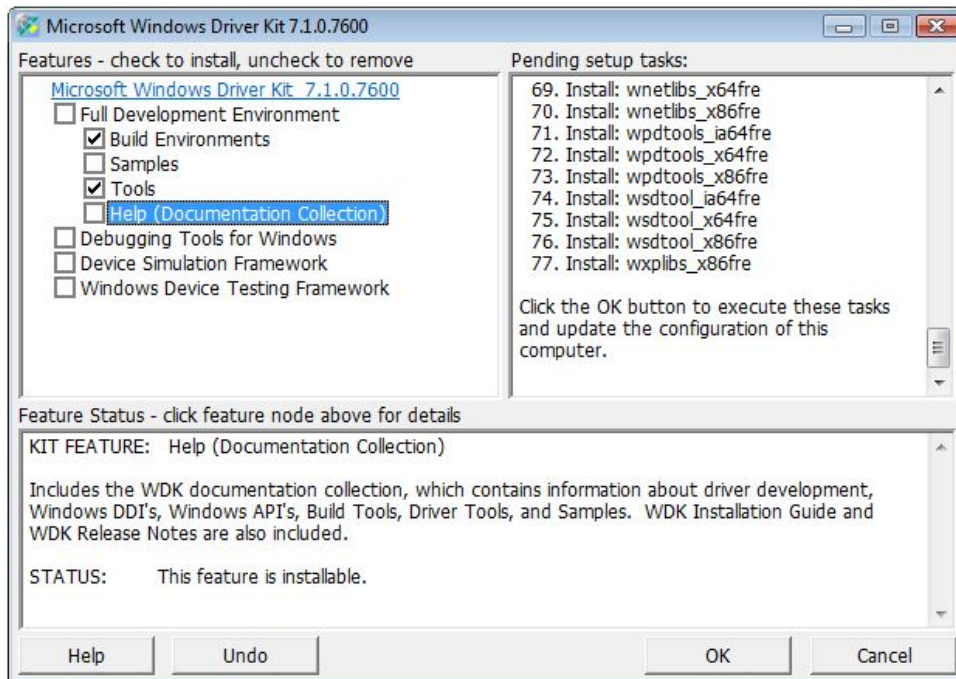 Microsoft Windows Driver Kit 7.1.0.7600
Features - check to install, uncheck to remove
Microsoft Windows Driver Kit 7.1.0.7600
Full Development Environment
Build Environments
Samples
Tools
Help (Documentation Collection)
Debugging Tools for Windows
Device Simulation Framework
Windows Device Testing Framework
Pending setup tasks:
69. Install: wnetlibs_x64fre
70. Install: wnetlibs_x86fre
71. Install: wpdtools_ia64fre
72. Install: wpdtools_x64fre
73. Install: wpdtools_x86fre
74. Install: wsdtool_ia64fre
75. Install: wsdtool_x64fre
76. Install: wsdtool_x86fre
77. Install: wxplibs_x86fre
Click the OK button to execute these tasks
and update the configuration of this
computer.
Feature Status - click feature node above for details
KIT FEATURE: Help (Documentation Collection)
Includes the WDK documentation collection, which contains information about driver development,
Windows DDI's, Windows API's, Build Tools, Driver Tools, and Samples. WDK Installation Guide and
WDK Release Notes are also included.
STATUS: This feature is installable.
Help
Undo
OK
Cancel